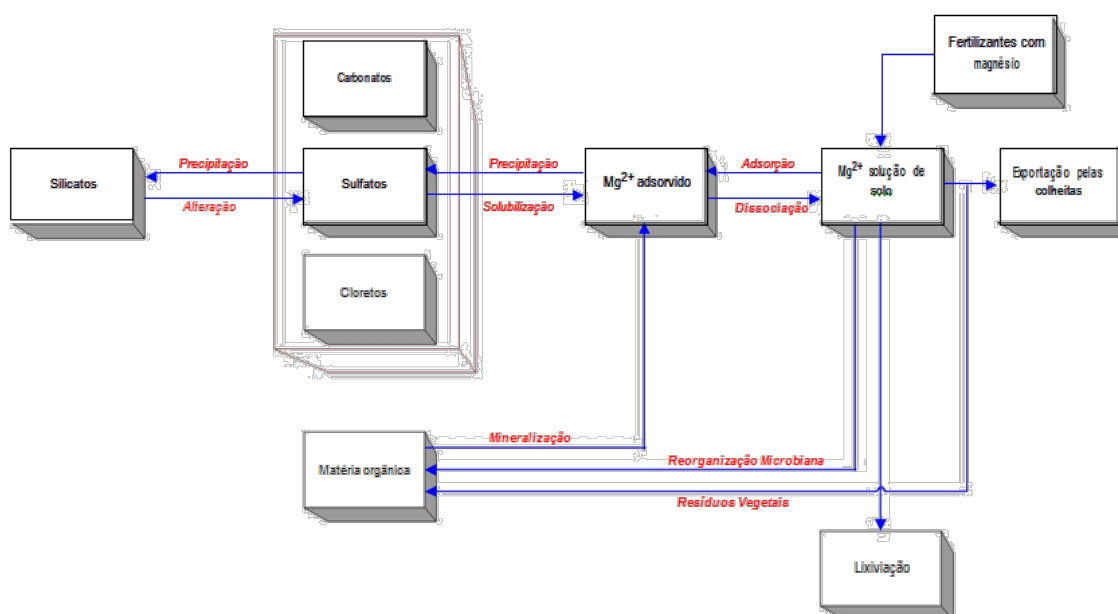 Fertilizantes com
magnésio
Carbonatos
Precipitação
Precipitação
Adsorção
Silicatos
Sulfatos
Mg2+ adsorvido
Mg2+ solução de
solo
Exportação pelas
colheitas
Alteração
Solubilização
Dissociação
Cloretos
Mineralização
Matéria orgânica
Reorganização Microbiana
Resíduos Vegetais
Lixiviação